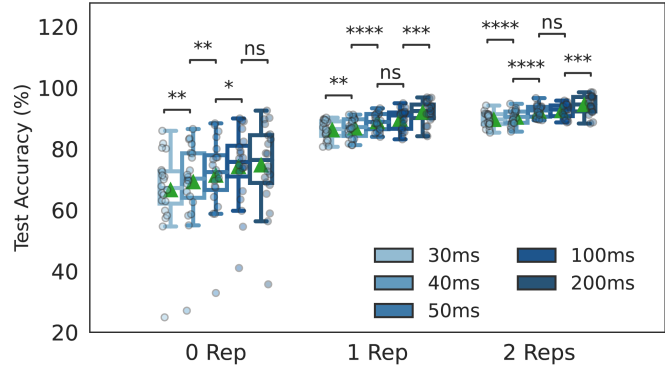 Test Accuracy (%)
120
100
80
60
40
20
** ** * ns
** **** ns ***
**** **** ns ***
30ms
40ms
50ms
100ms
200ms
0 Rep
1 Rep
2 Reps